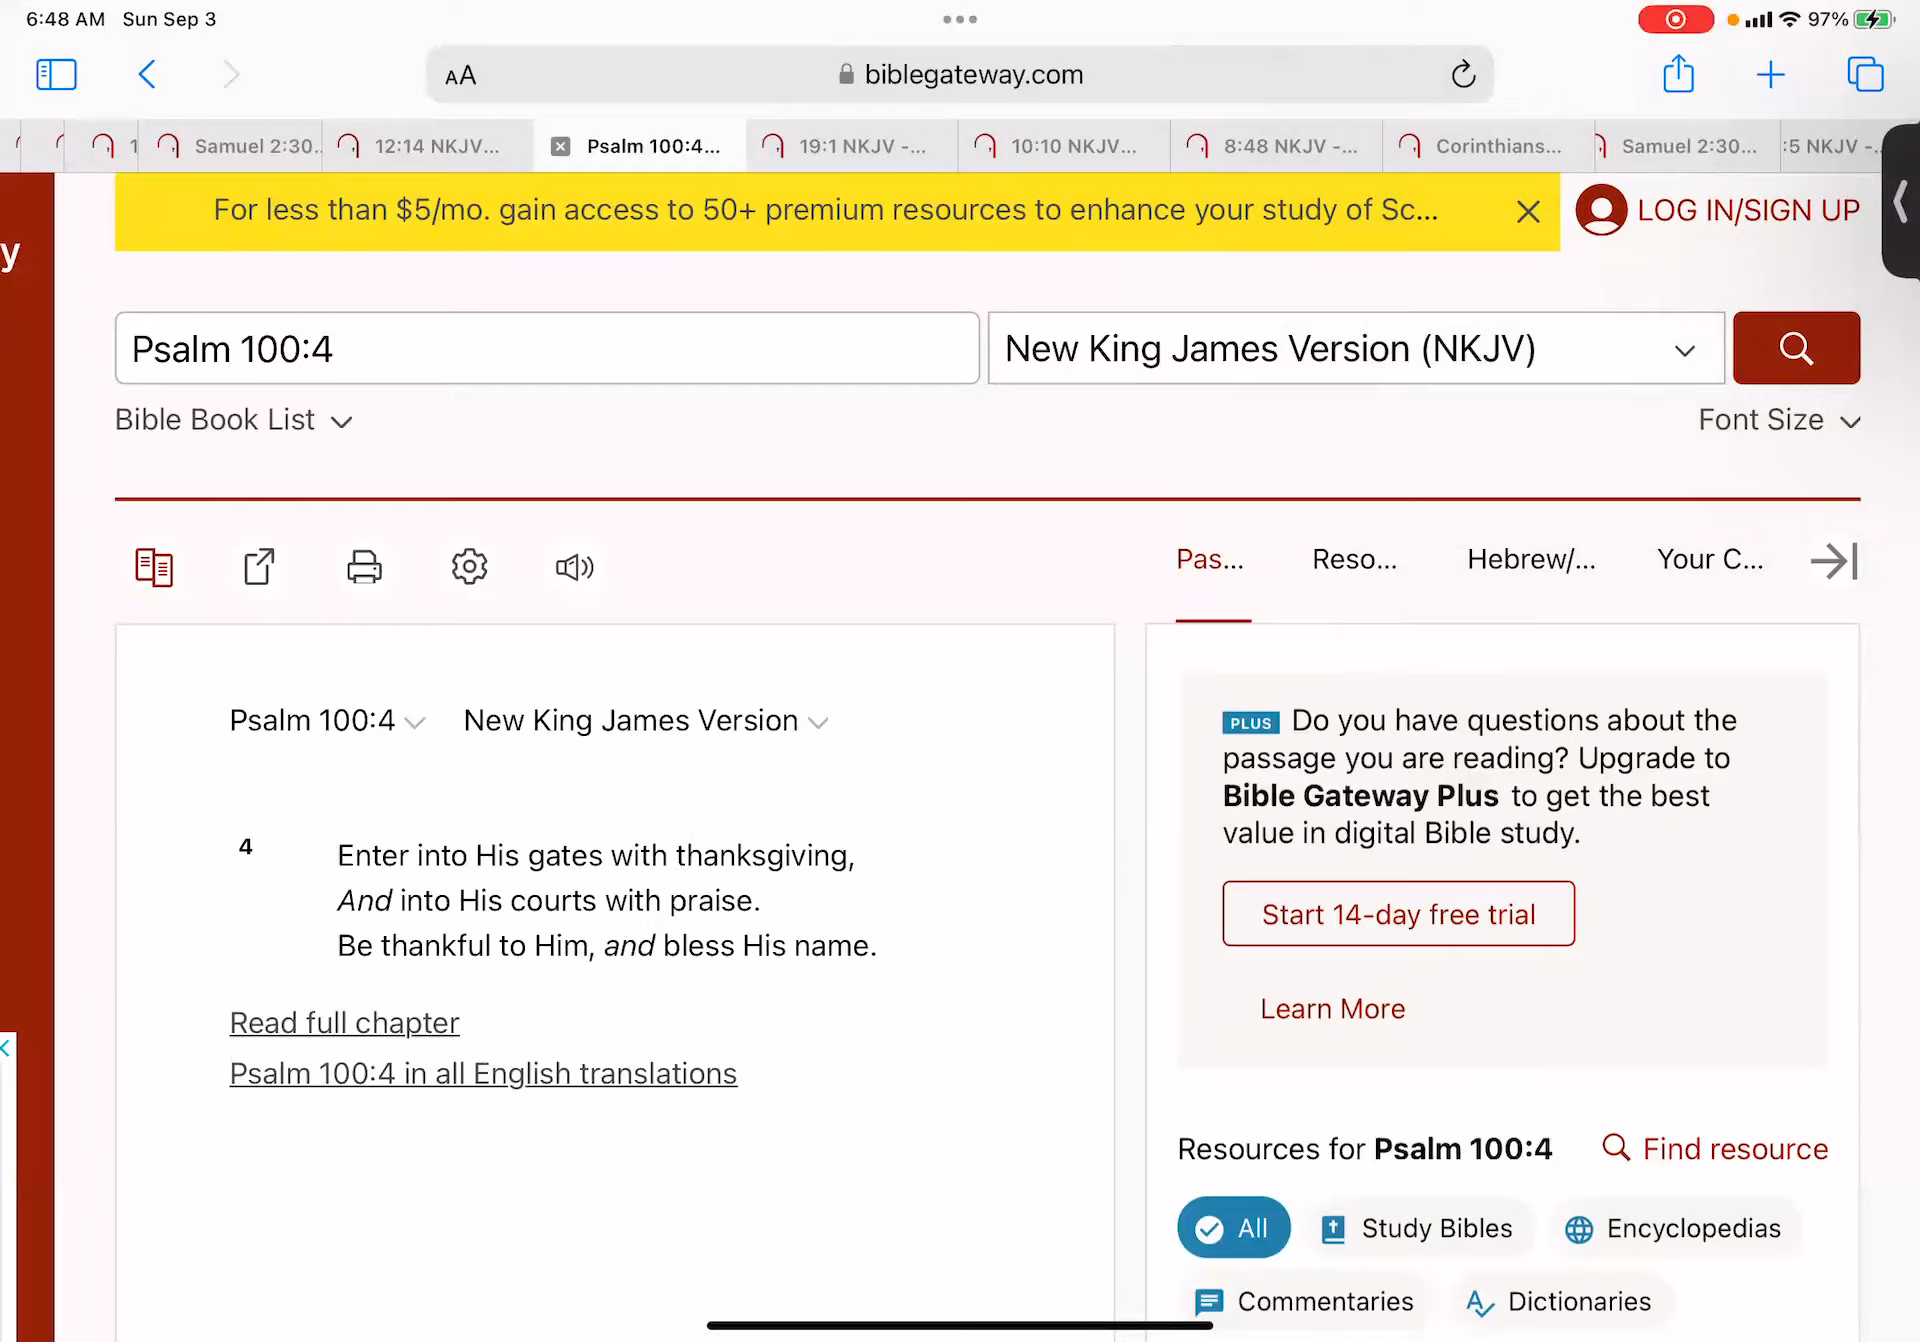 6:48 AM Sun Sep 3
97%
AA
biblegateway.com
1
Samuel 2:30..
12:14 NKJV...
Psalm 100:4...
19:1 NKJV -...
10:10 NKJV...
8:48 NKJV -...
Corinthians...
Samuel 2:30...
:5 NKJV -..
y
For less than $5/mo. gain access to 50+ premium resources to enhance your study of Sc...
LOG IN/SIGN UP
Psalm 100:4
New King James Version (NKJV)
Bible Book List
Font Size
Pas...
Reso...
Hebrew/...
Your C...
Psalm 100:4
New King James Version
4
Enter into His gates with thanksgiving,
And into His courts with praise.
Be thankful to Him, and bless His name.
Read full chapter
Psalm 100:4 in all English translations
PLUS Do you have questions about the
passage you are reading? Upgrade to
Bible Gateway Plus to get the best
value in digital Bible study.
Start 14-day free trial
Learn More
Resources for Psalm 100:4
Find resource
All
Study Bibles
Encyclopedias
Commentaries
Dictionaries